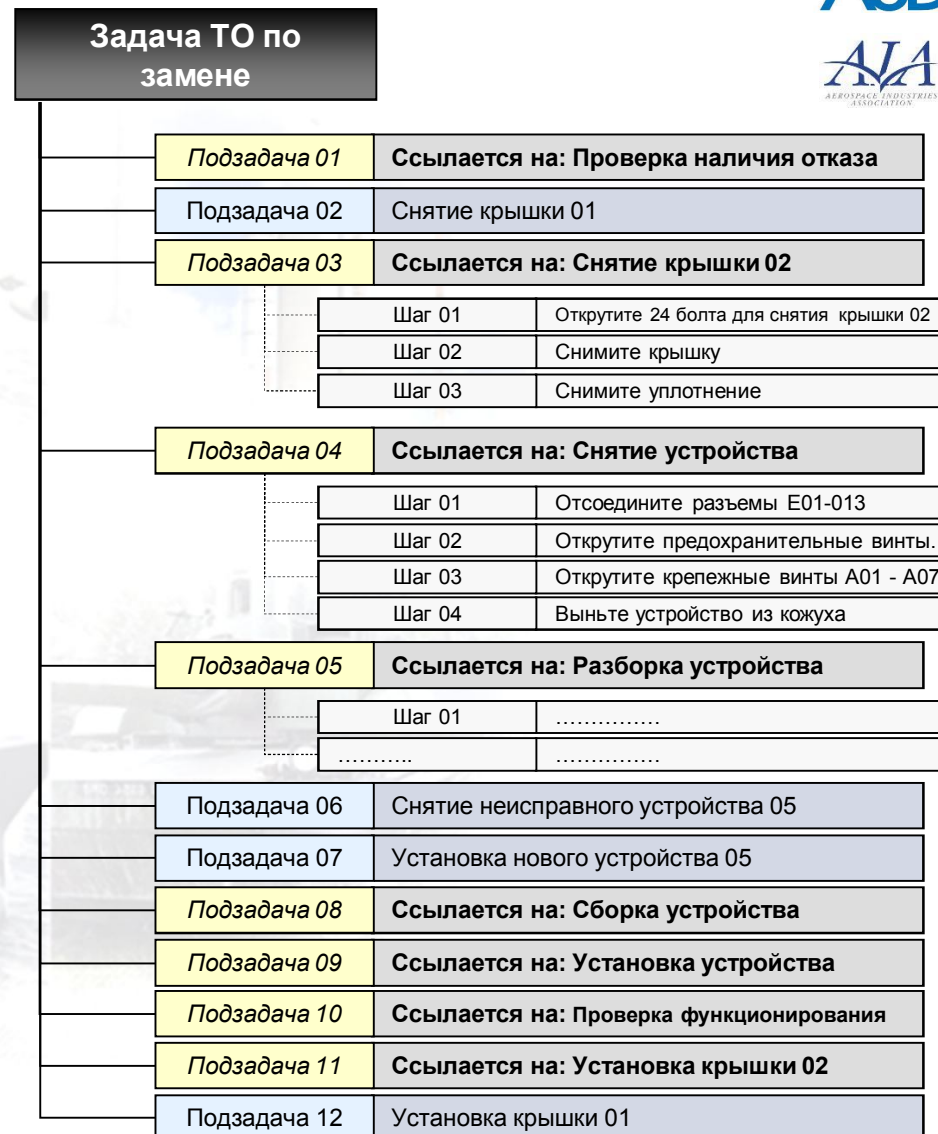 ASD
AIA
AEROSPACE INDUSTRIES
ASSOCIATION
Задача ТО по
замене
Подзадача 01 Ссылается на: Проверка наличия отказа
Подзадача 02 Снятие крышки 01
Подзадача 03 Ссылается на: Снятие крышки 02
Шаг 01 Открутите 24 болта для снятия крышки 02
Шаг 02 Снимите крышку
Шаг 03 Снимите уплотнение
Подзадача 04 Ссылается на: Снятие устройства
Шаг 01 Отсоедините разъемы E01-013
Шаг 02 Открутите предохранительные винты.
Шаг 03 Открутите крепежные винты A01 - A07
Шаг 04 Выньте устройство из кожуха
Подзадача 05 Ссылается на: Разборка устройства
Шаг 01 ……………
……….. ……………
Подзадача 06 Снятие неисправного устройства 05
Подзадача 07 Установка нового устройства 05
Подзадача 08 Ссылается на: Сборка устройства
Подзадача 09 Ссылается на: Установка устройства
Подзадача 10 Ссылается на: Проверка функционирования
Подзадача 11 Ссылается на: Установка крышки 02
Подзадача 12 Установка крышки 01